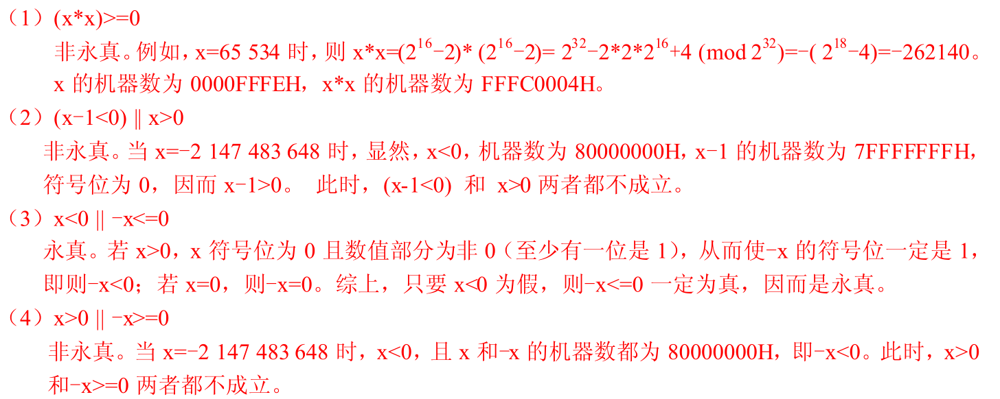 （1）(x*x)>=0
非永真。例如，x=65 534 时，则 x*x=(2^16−2)* (2^16−2)= 2^32−2*2*2^16+4 (mod 2^32)=−( 2^18−4)=−262140。
x 的机器数为 0000FFFEH，x*x 的机器数为 FFFC0004H。
（2）(x−1<0) || x>0
非永真。当 x=−2 147 483 648 时，显然，x<0，机器数为 80000000H，x−1 的机器数为 7FFFFFFFH，
符号位为 0，因而 x−1>0。 此时，(x-1<0) 和 x>0 两者都不成立。
（3）x<0 || −x<=0
永真。若 x>0，x 符号位为 0 且数值部分为非 0（至少有一位是 1），从而使−x 的符号位一定是 1，
即则−x<0；若 x=0，则−x=0。综上，只要 x<0 为假，则−x<=0 一定为真，因而是永真。
（4）x>0 || −x>=0
非永真。当 x=−2 147 483 648 时，x<0，且 x 和−x 的机器数都为 80000000H，即−x<0。此时，x>0
和−x>=0 两者都不成立。